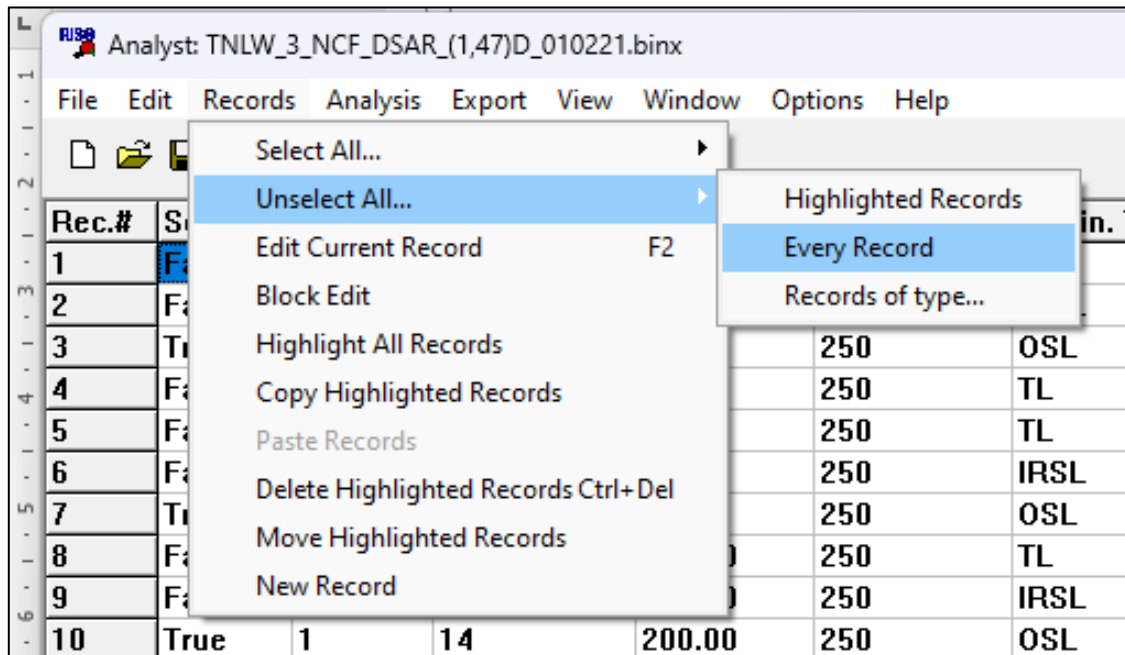 Analyst: TNLW_3_NCF_DSAR_(1,47)D_010221.binx
File Edit Records Analysis Export View Window Options Help
Select All...
Unselect All...
Edit Current Record F2
Block Edit
Highlight All Records
Copy Highlighted Records
Paste Records
Delete Highlighted Records Ctrl+Del
Move Highlighted Records
New Record
Highlighted Records
Every Record
Records of type...
Rec.#
1
2
3 250 OSL
4 250 TL
5 250 TL
6 250 IRSL
7 250 OSL
8 250 TL
9 250 IRSL
10 True 1 14 200.00 250 OSL